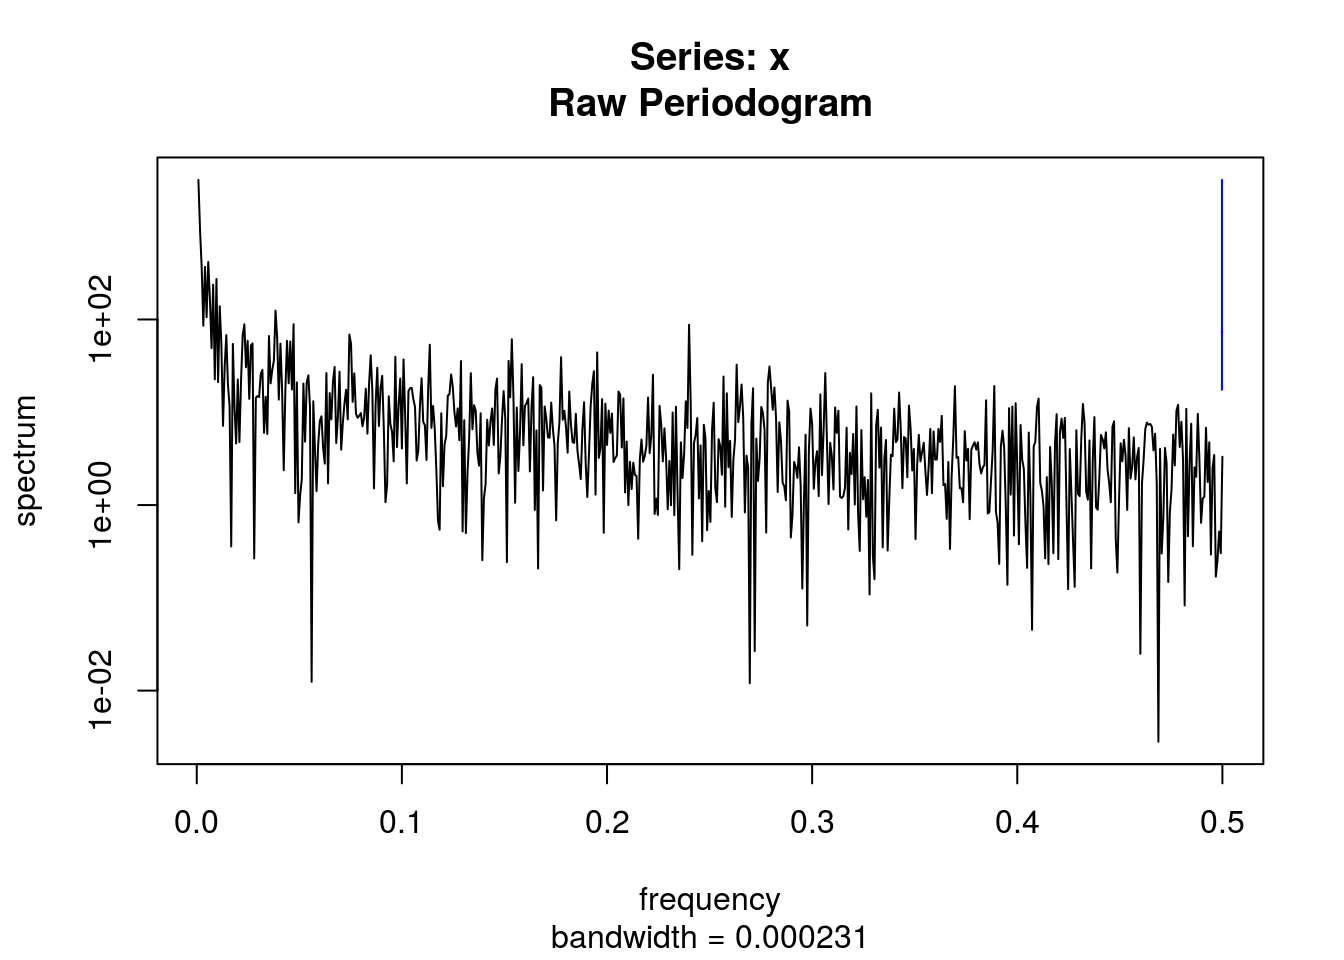 Series: x
Raw Periodogram
spectrum
1e+02
1e+00
1e-02
0.0 0.1 0.2 0.3 0.4 0.5
frequency
bandwidth = 0.000231